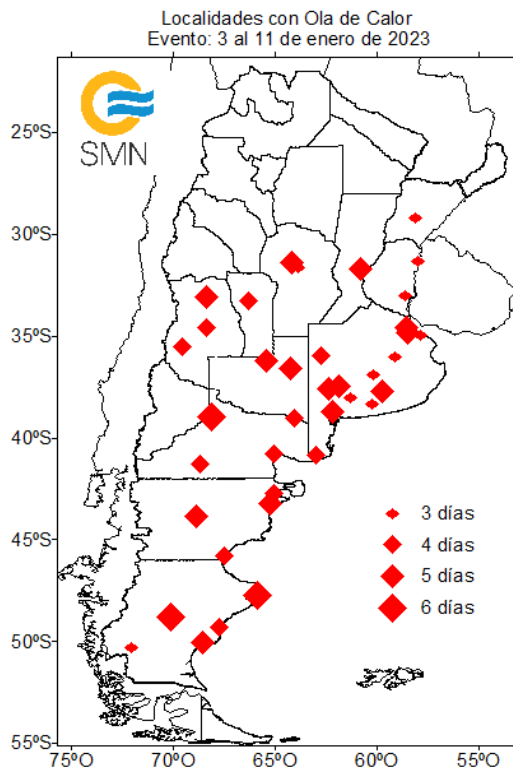 Localidades con Ola de Calor
Evento: 3 al 11 de enero de 2023
SMN
25ºS
30ºS
35ºS
40ºS
45ºS
50ºS
55ºS
3 días
4 días
5 días
6 días
75ºO
70ºO
65ºO
60ºO
55ºO